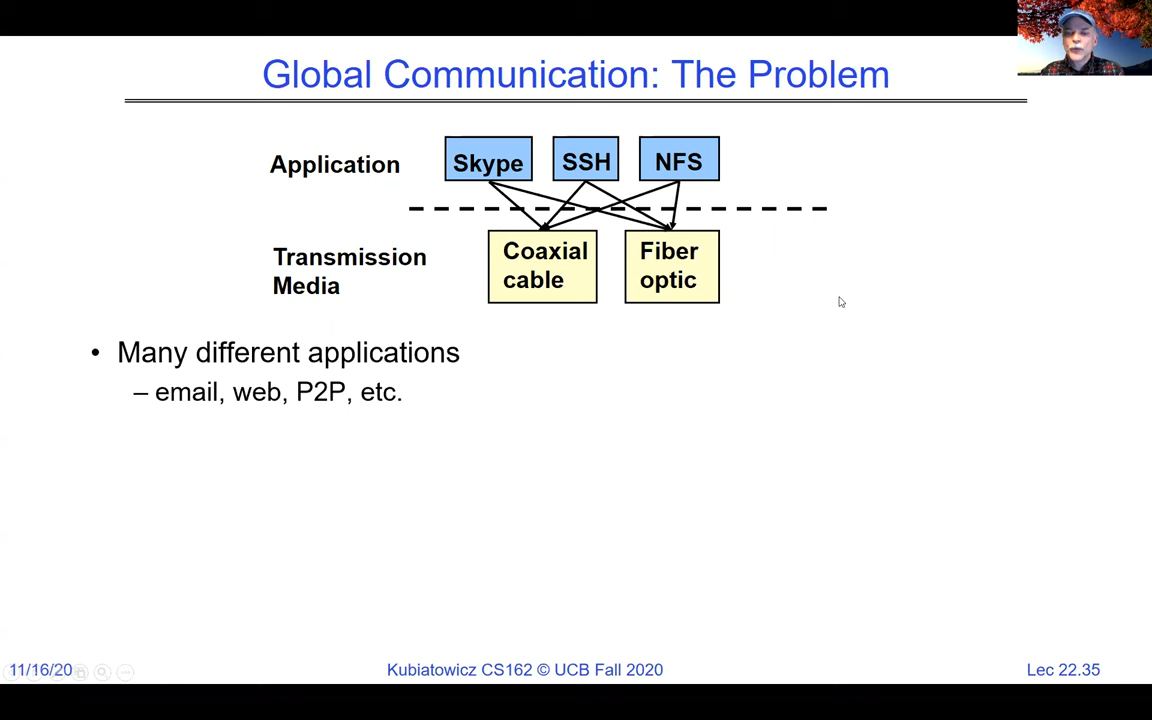 Global Communication: The Problem
Application
Skype
SSH
NFS
Transmission
Media
Coaxial
cable
Fiber
optic
• Many different applications
– email, web, P2P, etc.
11/16/20
Kubiatowicz CS162 © UCB Fall 2020
Lec 22.35